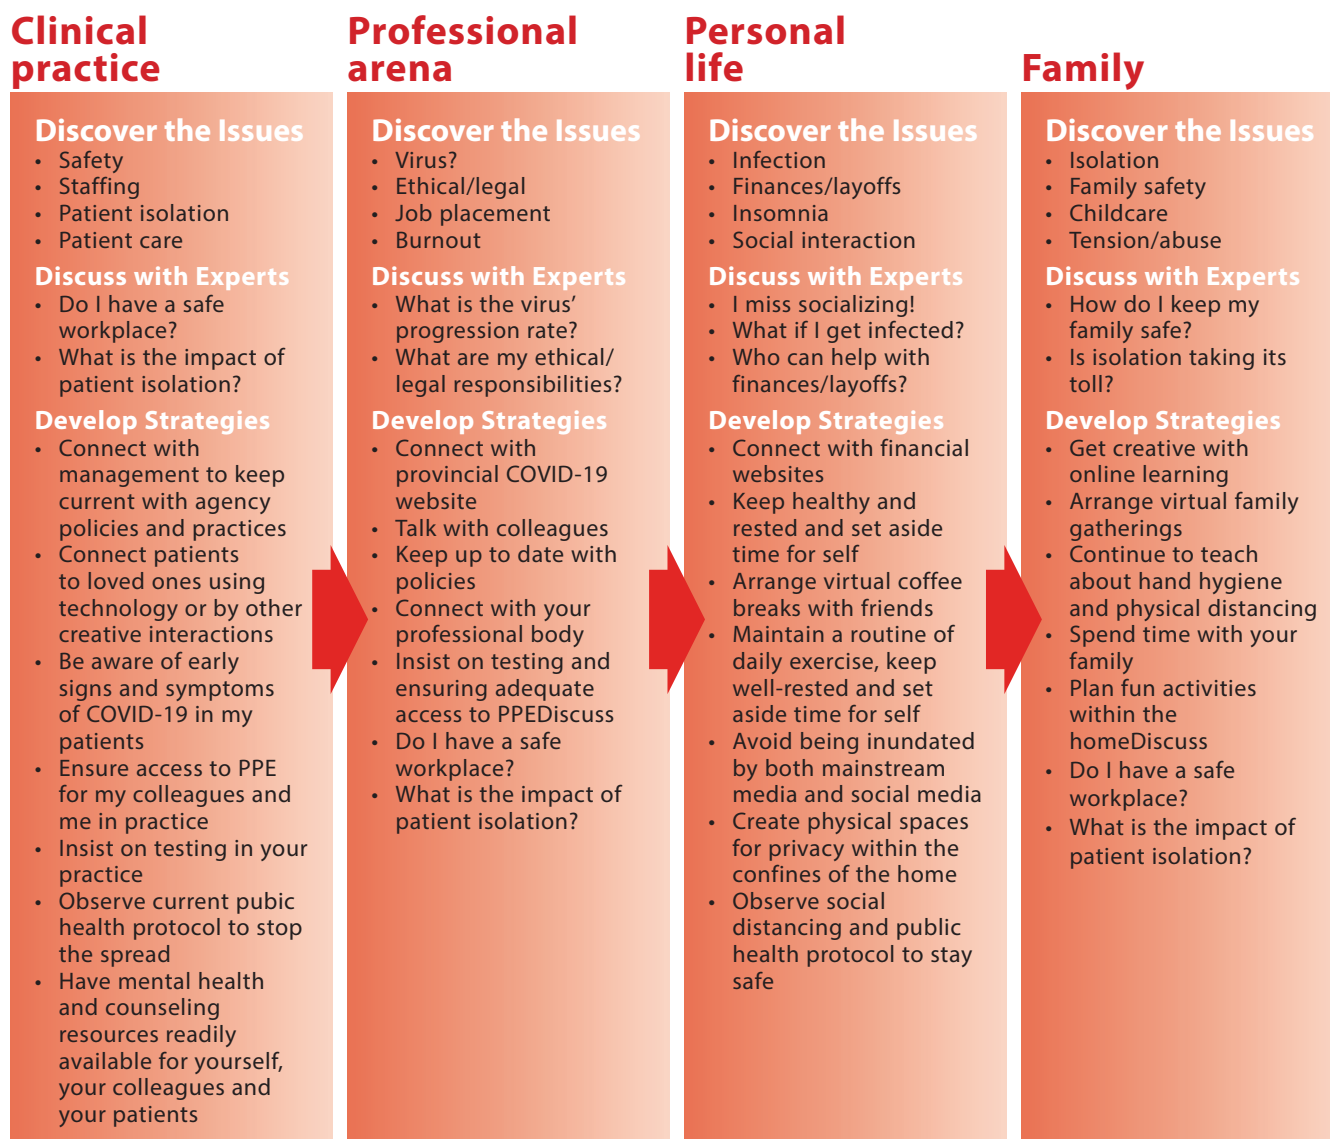 Clinical
practice
Discover the Issues
• Safety
• Staffing
• Patient isolation
• Patient care
Discuss with Experts
• Do I have a safe
workplace?
• What is the impact of
patient isolation?
Develop Strategies
• Connect with
management to keep
current with agency
policies and practices
• Connect patients
to loved ones using
technology or by other
creative interactions
• Be aware of early
signs and symptoms
of COVID-19 in my
patients
• Ensure access to PPE
for my colleagues and
me in practice
• Insist on testing in your
practice
• Observe current pubic
health protocol to stop
the spread
• Have mental health
and counseling
resources readily
available for yourself,
your colleagues and
your patients
Professional
arena
Discover the Issues
• Virus?
• Ethical/legal
• Job placement
• Burnout
Discuss with Experts
• What is the virus’
progression rate?
• What are my ethical/
legal responsibilities?
Develop Strategies
• Connect with
provincial COVID-19
website
• Talk with colleagues
• Keep up to date with
policies
• Connect with your
professional body
• Insist on testing and
ensuring adequate
access to PPEDiscuss
• Do I have a safe
workplace?
• What is the impact of
patient isolation?
Personal
life
Discover the Issues
• Infection
• Finances/layoffs
• Insomnia
• Social interaction
Discuss with Experts
• I miss socializing!
• What if I get infected?
• Who can help with
finances/layoffs?
Develop Strategies
• Connect with financial
websites
• Keep healthy and
rested and set aside
time for self
• Arrange virtual coffee
breaks with friends
• Maintain a routine of
daily exercise, keep
well-rested and set
aside time for self
• Avoid being inundated
by both mainstream
media and social media
• Create physical spaces
for privacy within the
confines of the home
• Observe social
distancing and public
health protocol to stay
safe
Family
Discover the Issues
• Isolation
• Family safety
• Childcare
• Tension/abuse
Discuss with Experts
• How do I keep my
family safe?
• Is isolation taking its
toll?
Develop Strategies
• Get creative with
online learning
• Arrange virtual family
gatherings
• Continue to teach
about hand hygiene
and physical distancing
• Spend time with your
family
• Plan fun activities
within the
homeDiscuss
• Do I have a safe
workplace?
• What is the impact of
patient isolation?